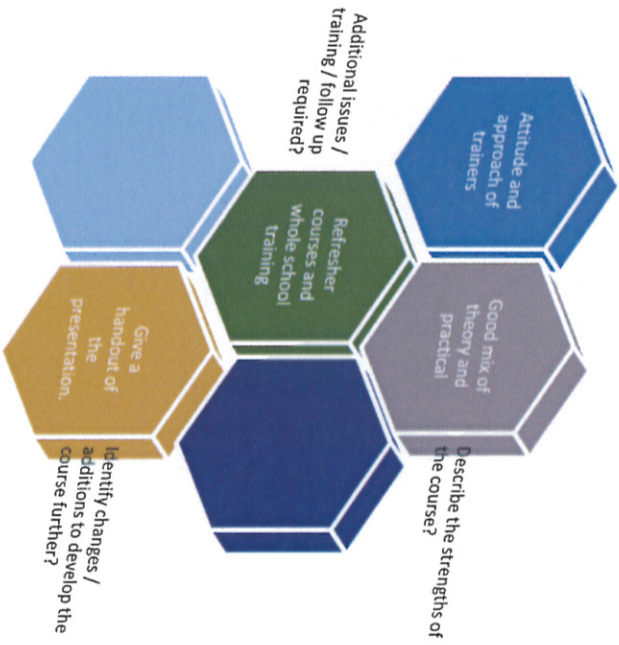 Attitude and
approach of
trainers
Good mix of
theory and
practical
Describe the strengths of
the course?
Additional issues /
training / follow up
required?
Refresher
courses and
whole school
training
Give a
handout of
the
presentation.
Identify changes /
additions to develop the
course further?